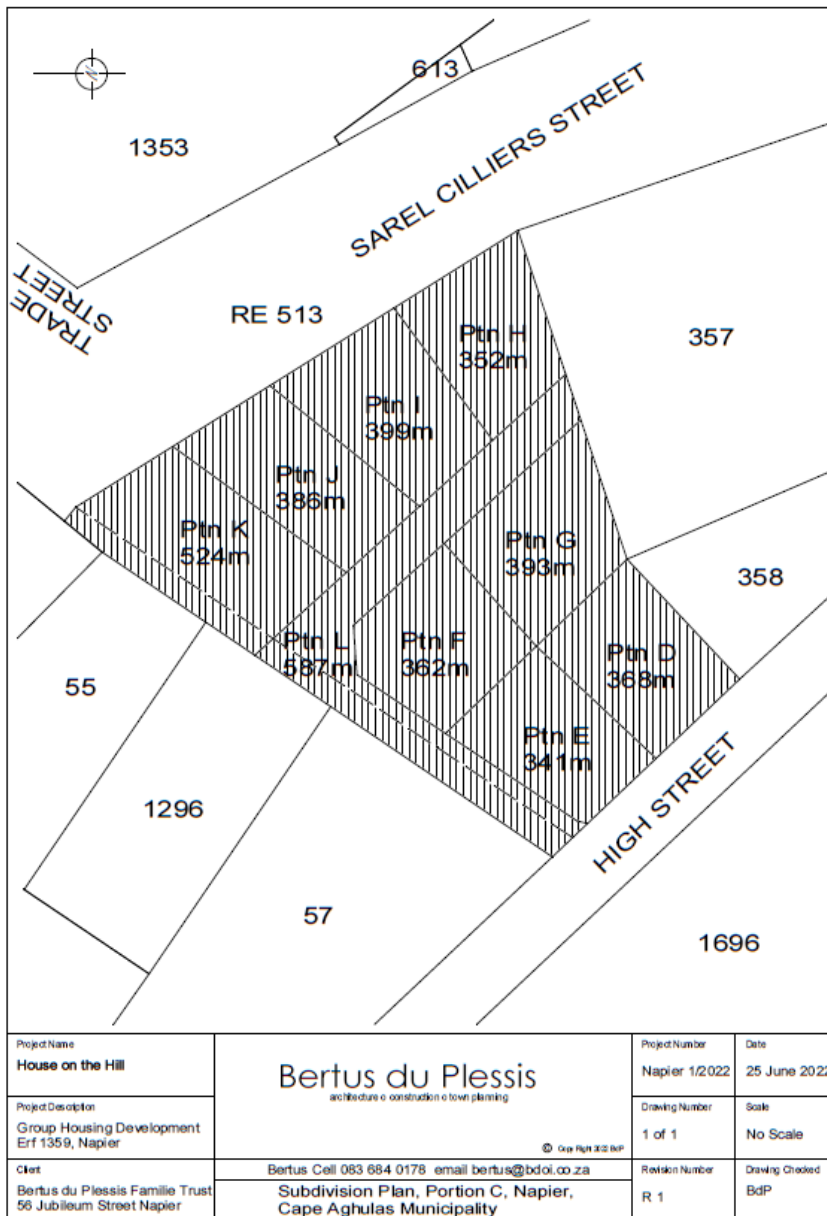 613
1353
SAREL CILLIERS STREET
TRADE
STREET
RE 513
357
Ptn H
352m
Ptn I
399m
Ptn J
386m
Ptn K
524m
Ptn G
393m
358
Ptn L
587m
Ptn F
362m
Ptn D
368m
55
Ptn E
341m
1296
HIGH STREET
57
1696
Project Name
House on the Hill
Project Description
Group Housing Development
Erf 1359, Napier
Client
Bertus du Plessis Familie Trust
56 Jubileum Street Napier
Bertus du Plessis
architecture o construction o town planning
© Copy Right 2022 BdP
Bertus Cell 083 684 0178 email bertus@bdoi.co.za
Subdivision Plan, Portion C, Napier,
Cape Aghulas Municipality
Project Number
Napier 1/2022
Date
25 June 2022
Drawing Number
1 of 1
Scale
No Scale
Revision Number
R 1
Drawing Checked
BdP